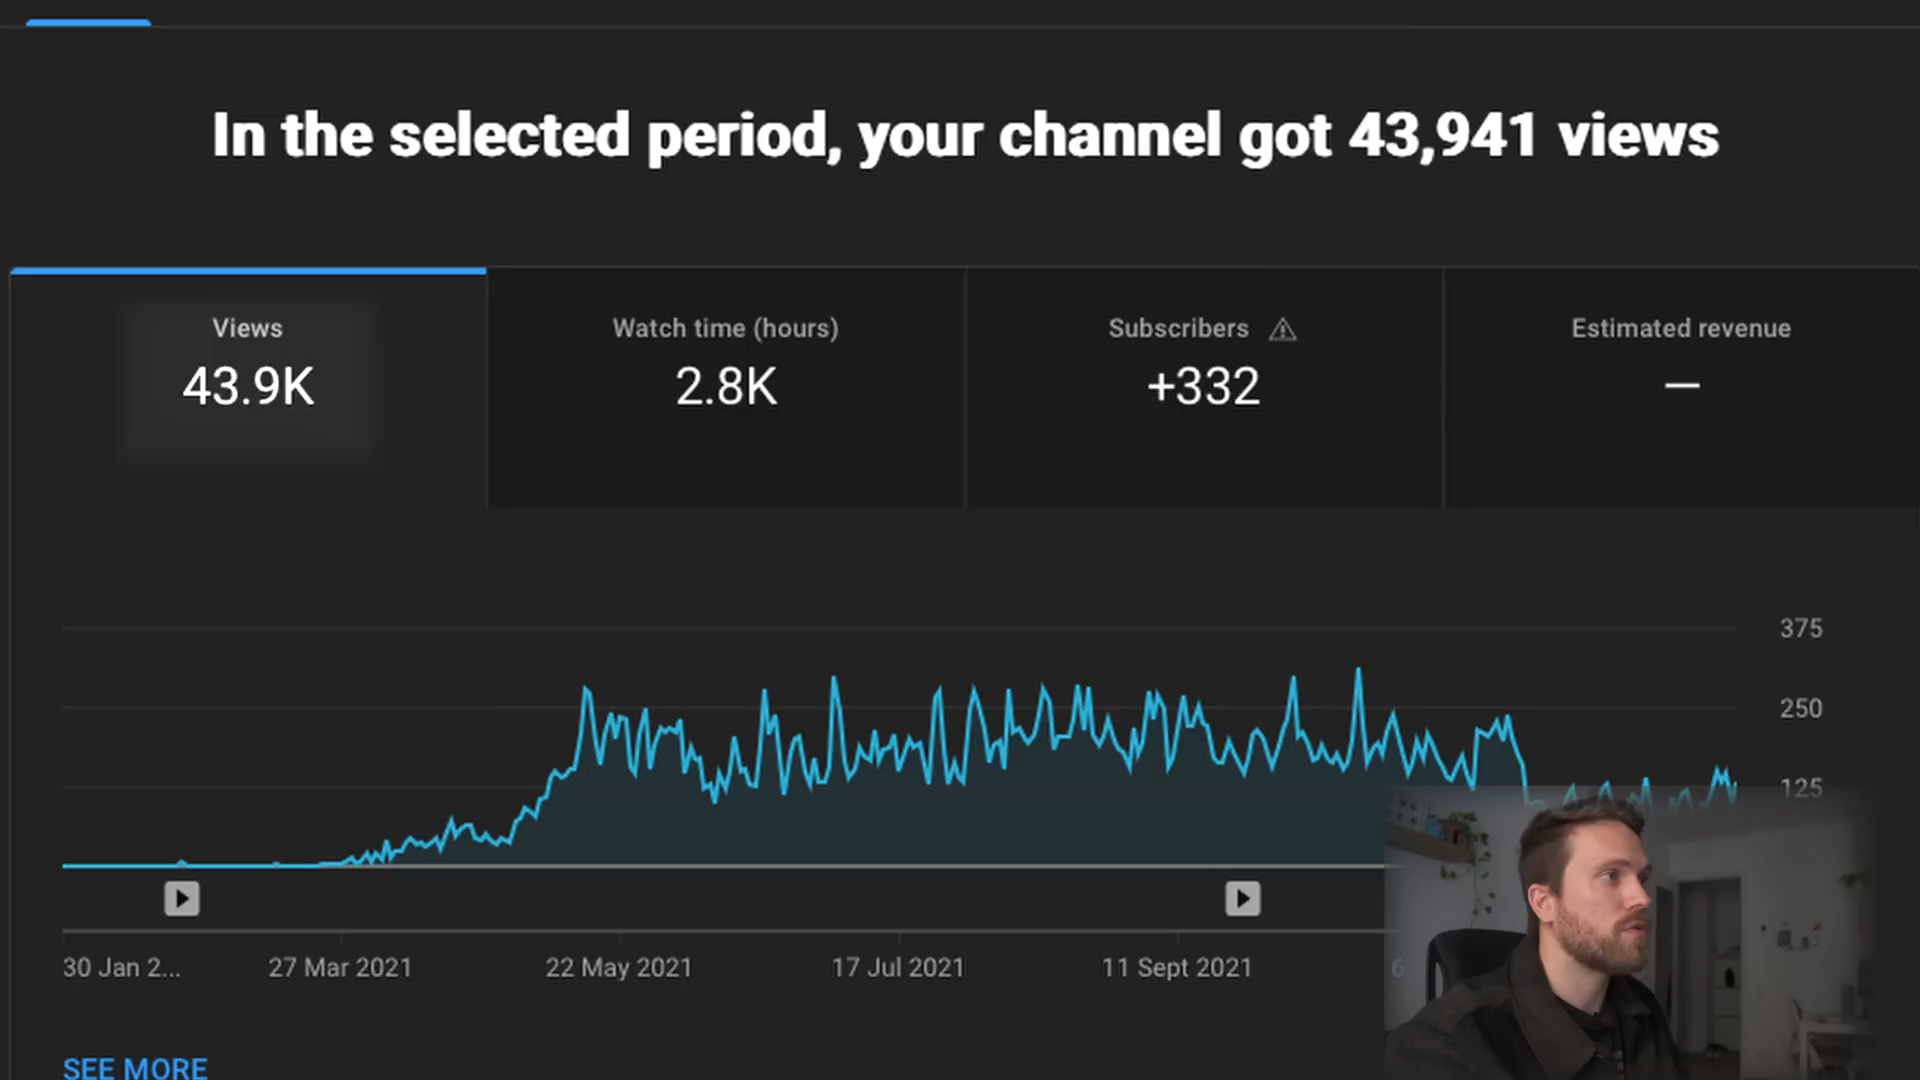 In the selected period, your channel got 43,941 views
Views
43.9K
Watch time (hours)
2.8K
Subscribers
+332
Estimated revenue
—
375
250
125
30 Jan 2...
27 Mar 2021
22 May 2021
17 Jul 2021
11 Sept 2021
6
SEE MORE